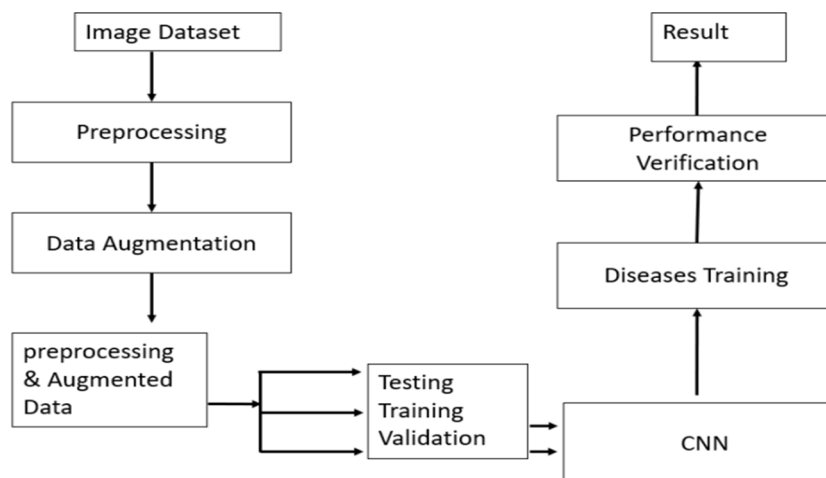 Image Dataset
Preprocessing
Data Augmentation
preprocessing
& Augmented
Data
Testing
Training
Validation
CNN
Diseases Training
Performance
Verification
Result